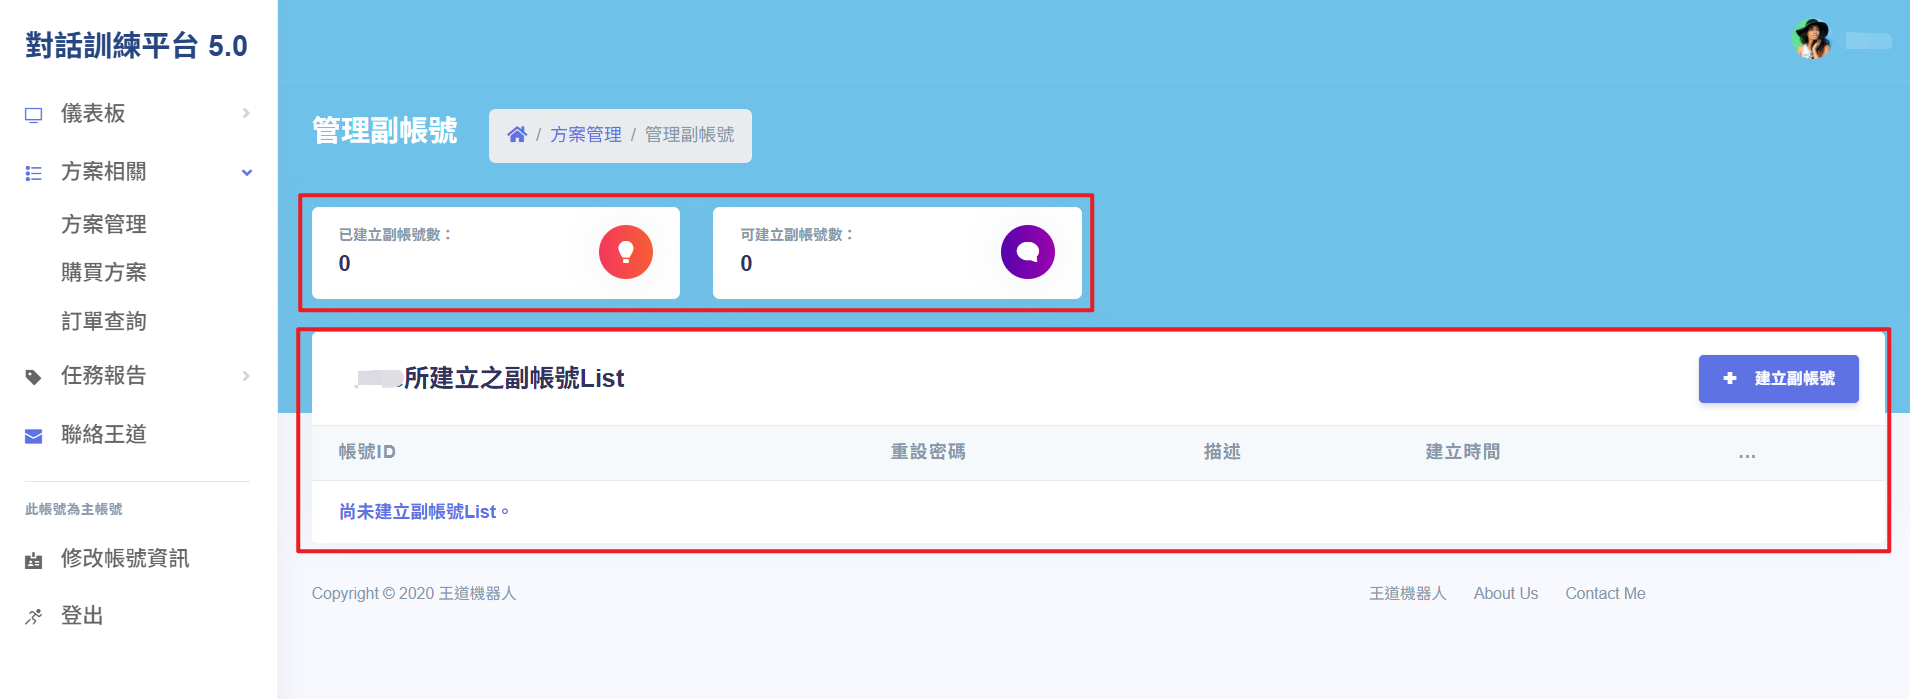 對話訓練平台 5.0
儀表板
方案相關
方案管理
購買方案
訂單查詢
任務報告
聯絡王道
此帳號為主帳號
修改帳號資訊
登出
管理副帳號
/ 方案管理 / 管理副帳號
已建立副帳號數：
0
可建立副帳號數：
0
所建立之副帳號List
建立副帳號
帳號ID 重設密碼 描述 建立時間 ...
尚未建立副帳號List。
Copyright © 2020 王道機器人
王道機器人 About Us Contact Me